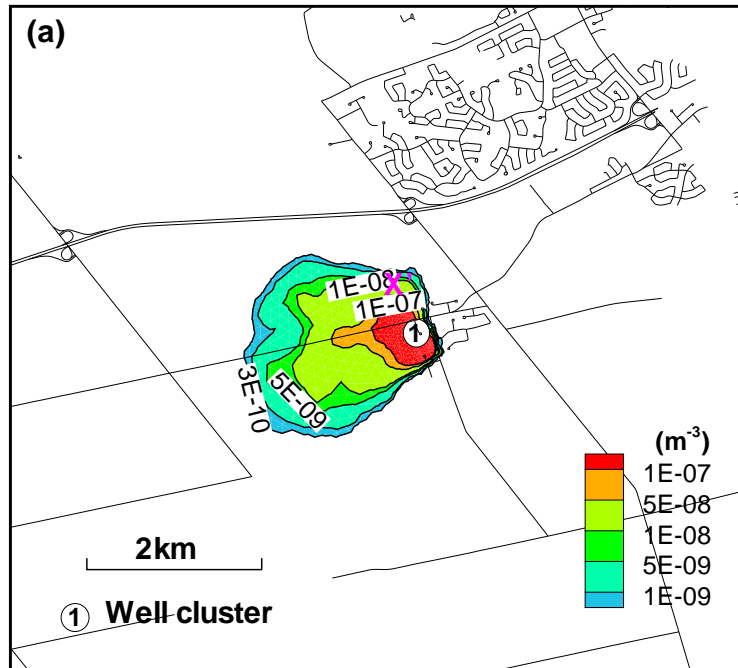 (a)
1E-08
X'
1E-07
1
3E-10
5E-09
(m-3)
1E-07
5E-08
1E-08
5E-09
1E-09
2km
1 Well cluster